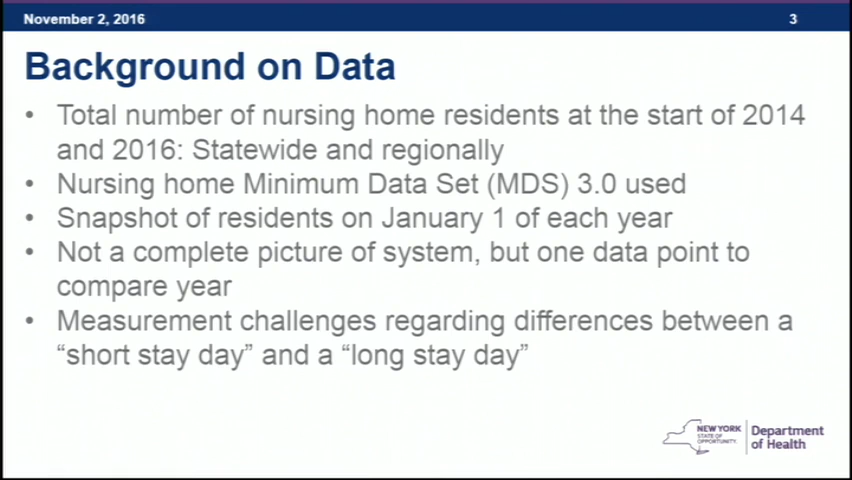 November 2, 2016
3
Background on Data
• Total number of nursing home residents at the start of 2014
and 2016: Statewide and regionally
• Nursing home Minimum Data Set (MDS) 3.0 used
• Snapshot of residents on January 1 of each year
• Not a complete picture of system, but one data point to
compare year
• Measurement challenges regarding differences between a
“short stay day” and a “long stay day”
NEW YORK
STATE OF
OPPORTUNITY.
Department
of Health